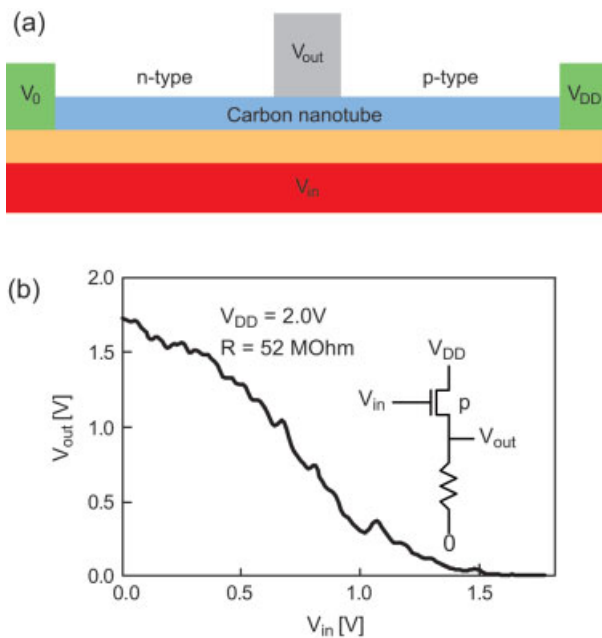 (a)
V₀
n-type
Vout
p-type
VDD
Carbon nanotube
Vin
(b)
2.0
1.5
1.0
0.5
0.0
Vout [V]
VDD = 2.0V
R = 52 MOhm
VDD
Vin
p
Vout
0
0.0 0.5 1.0 1.5
Vin [V]